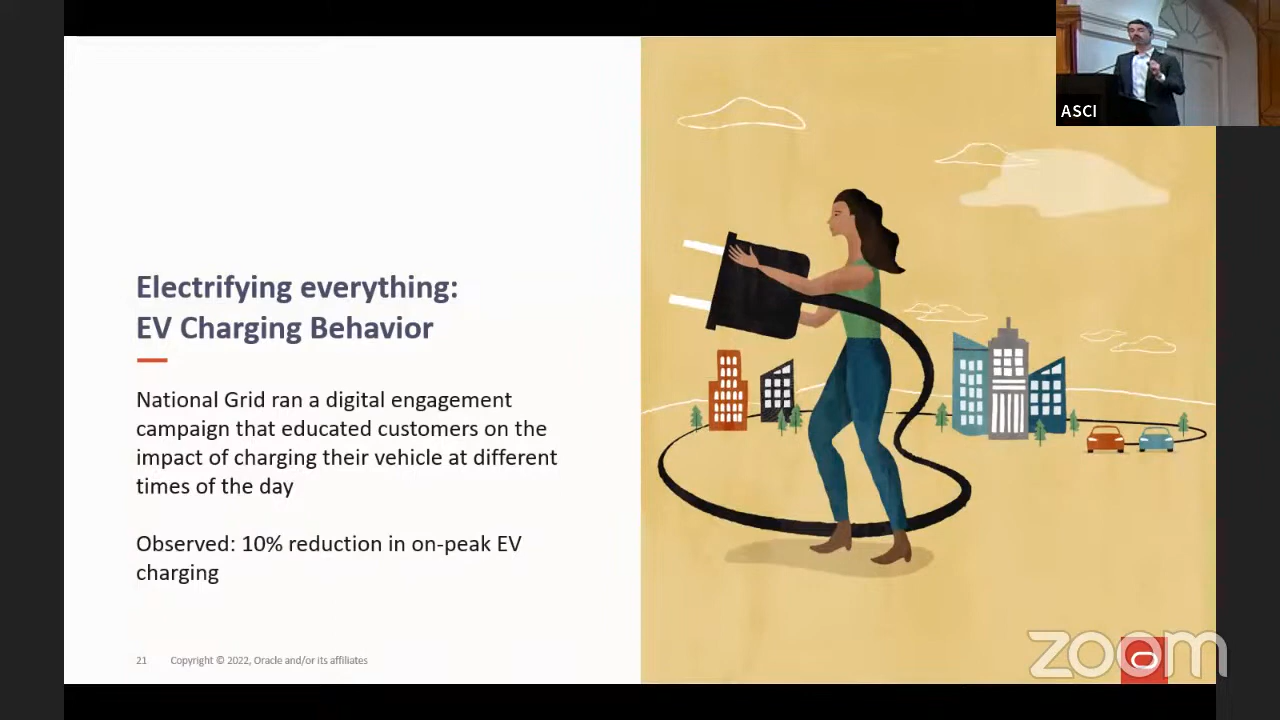 ASCI
Electrifying everything:
EV Charging Behavior
National Grid ran a digital engagement
campaign that educated customers on the
impact of charging their vehicle at different
times of the day
Observed: 10% reduction in on-peak EV
charging
21 Copyright © 2022, Oracle and/or its affiliates
zoom